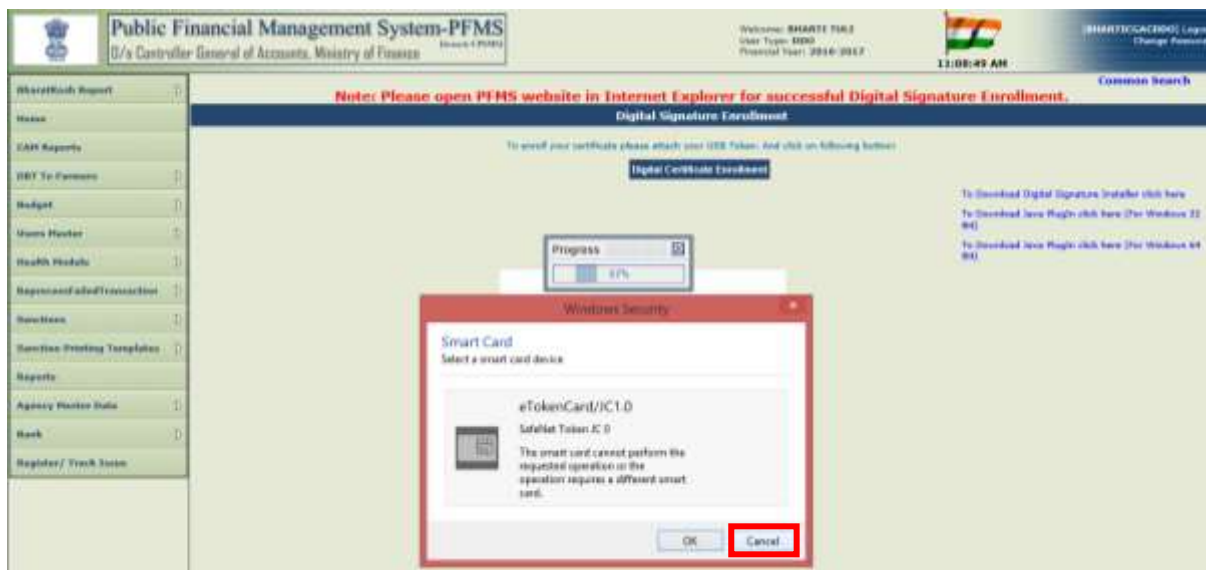 Public Financial Management System-PFMS
O/o Controller General of Accounts, Ministry of Finance
Welcome: BHARTI
User Type: DDO
Financial Year: 2016-2017
11:08:49 AM
Change Password
Common Search
Note: Please open PFMS website in Internet Explorer for successful Digital Signature Enrollment.
Digital Signature Enrollment
To enroll your certificate please attach your USB Token. And click on following button:
Digital Certificate Enrollment
To Download Digital Signature Installer click here
To Download Java Plugin click here (For Windows 32
Bit)
To Download Java Plugin click here (For Windows 64
Bit)
BharatKosh Report
Home
CAM Reports
DBT To Farmers
Budget
Users Master
Health Module
ReprocessFailedTransaction
Sanctions
Sanction Printing Templates
Reports
Agency Master Data
Bank
Register/ Track Issue
Progress
Windows Security
Smart Card
Select a smart card device
eTokenCard/JC1.0
SafeNet Token JC 0
The smart card cannot perform the
requested operation or the
operation requires a different smart
card.
OK
Cancel